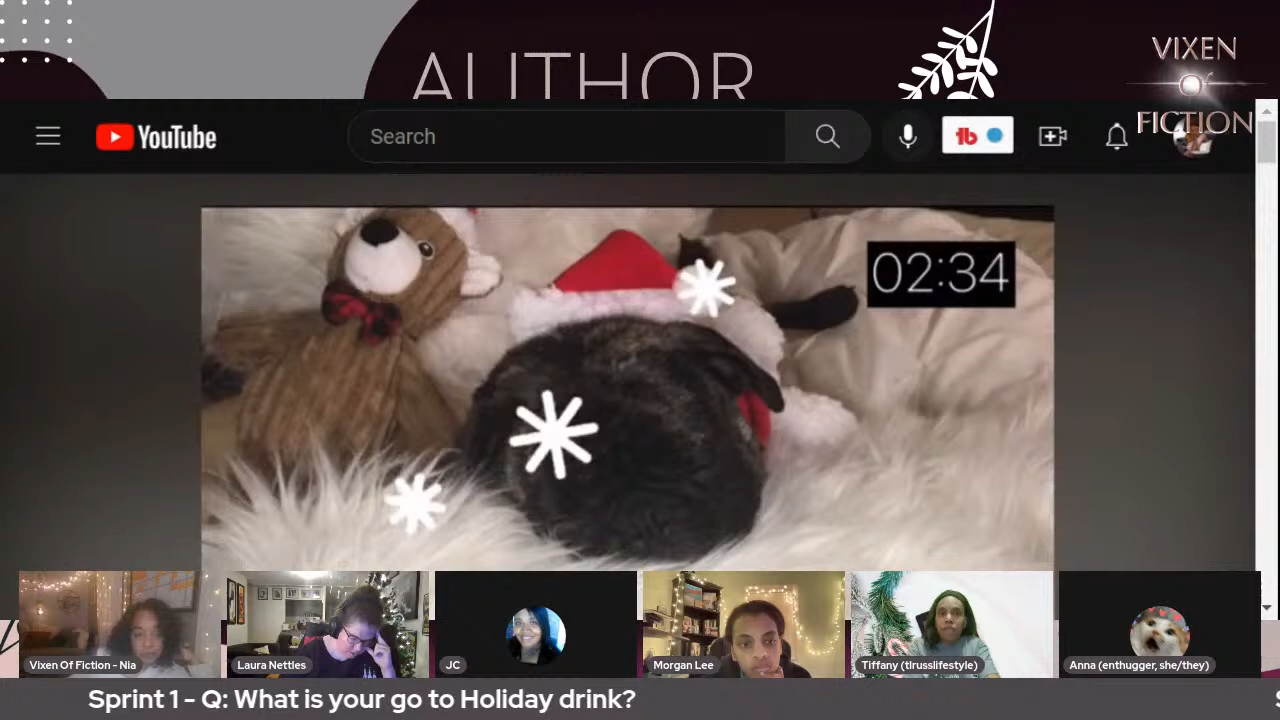 AUTHOR
VIXEN
Of
FICTION
YouTube
Search
02:34
Vixen Of Fiction - Nia
Laura Nettles
JC
Morgan Lee
Tiffany (tlrusslifestyle)
Anna (enthugger, she/they)
Sprint 1 - Q: What is your go to Holiday drink?